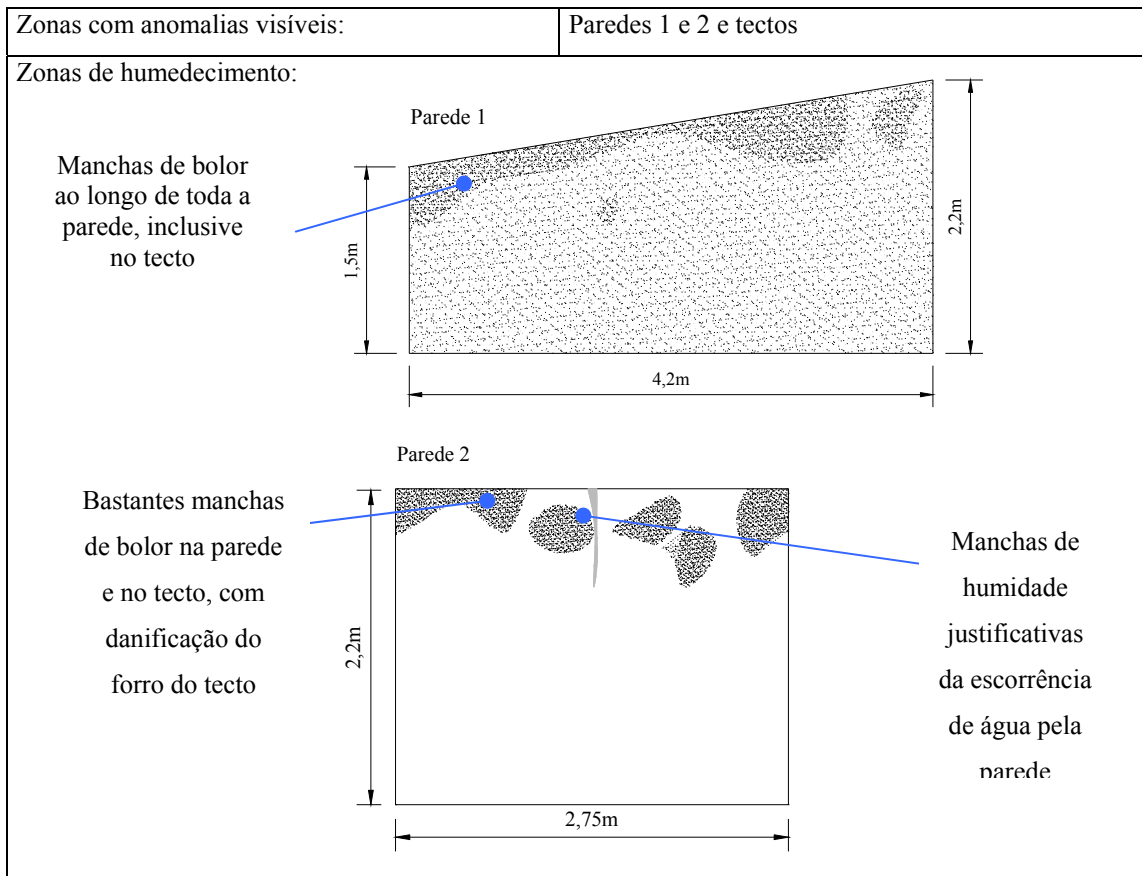 Zonas com anomalias visíveis:
Paredes 1 e 2 e tectos
Zonas de humedecimento:
Parede 1
Manchas de bolor
ao longo de toda a
parede, inclusive
no tecto
1,5m
2,2m
4,2m
Parede 2
Bastantes manchas
de bolor na parede
e no tecto, com
danificação do
forro do tecto
2,2m
2,75m
Manchas de
humidade
justificativas
da escorrência
de água pela
parede